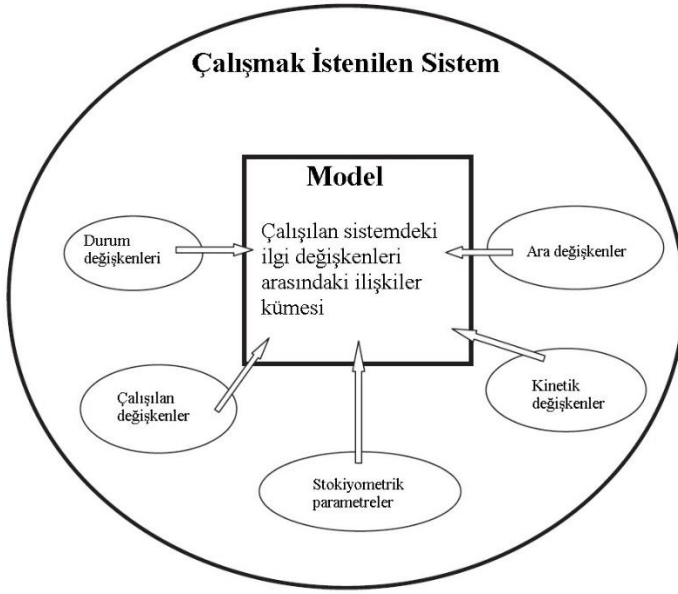 Çalışmak İstenilen Sistem
Model
Çalışılan sistemdeki
ilgi değişkenleri
arasındaki ilişkiler
kümesi
Durum
değişkenleri
Ara değişkenler
Çalışılan
değişkenler
Kinetik
değişkenler
Stokiyometrik
parametreler